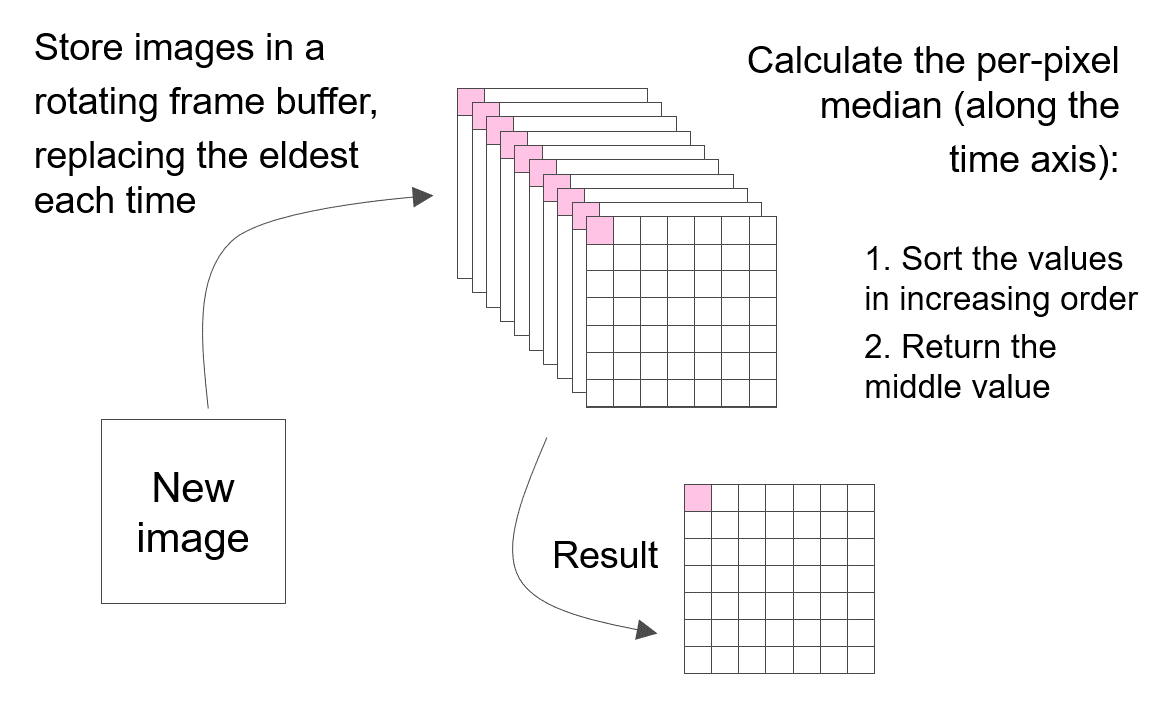 Store images in a
rotating frame buffer,
replacing the eldest
each time
Calculate the per-pixel
median (along the
time axis):
1. Sort the values
in increasing order
2. Return the
middle value
New
image
Result